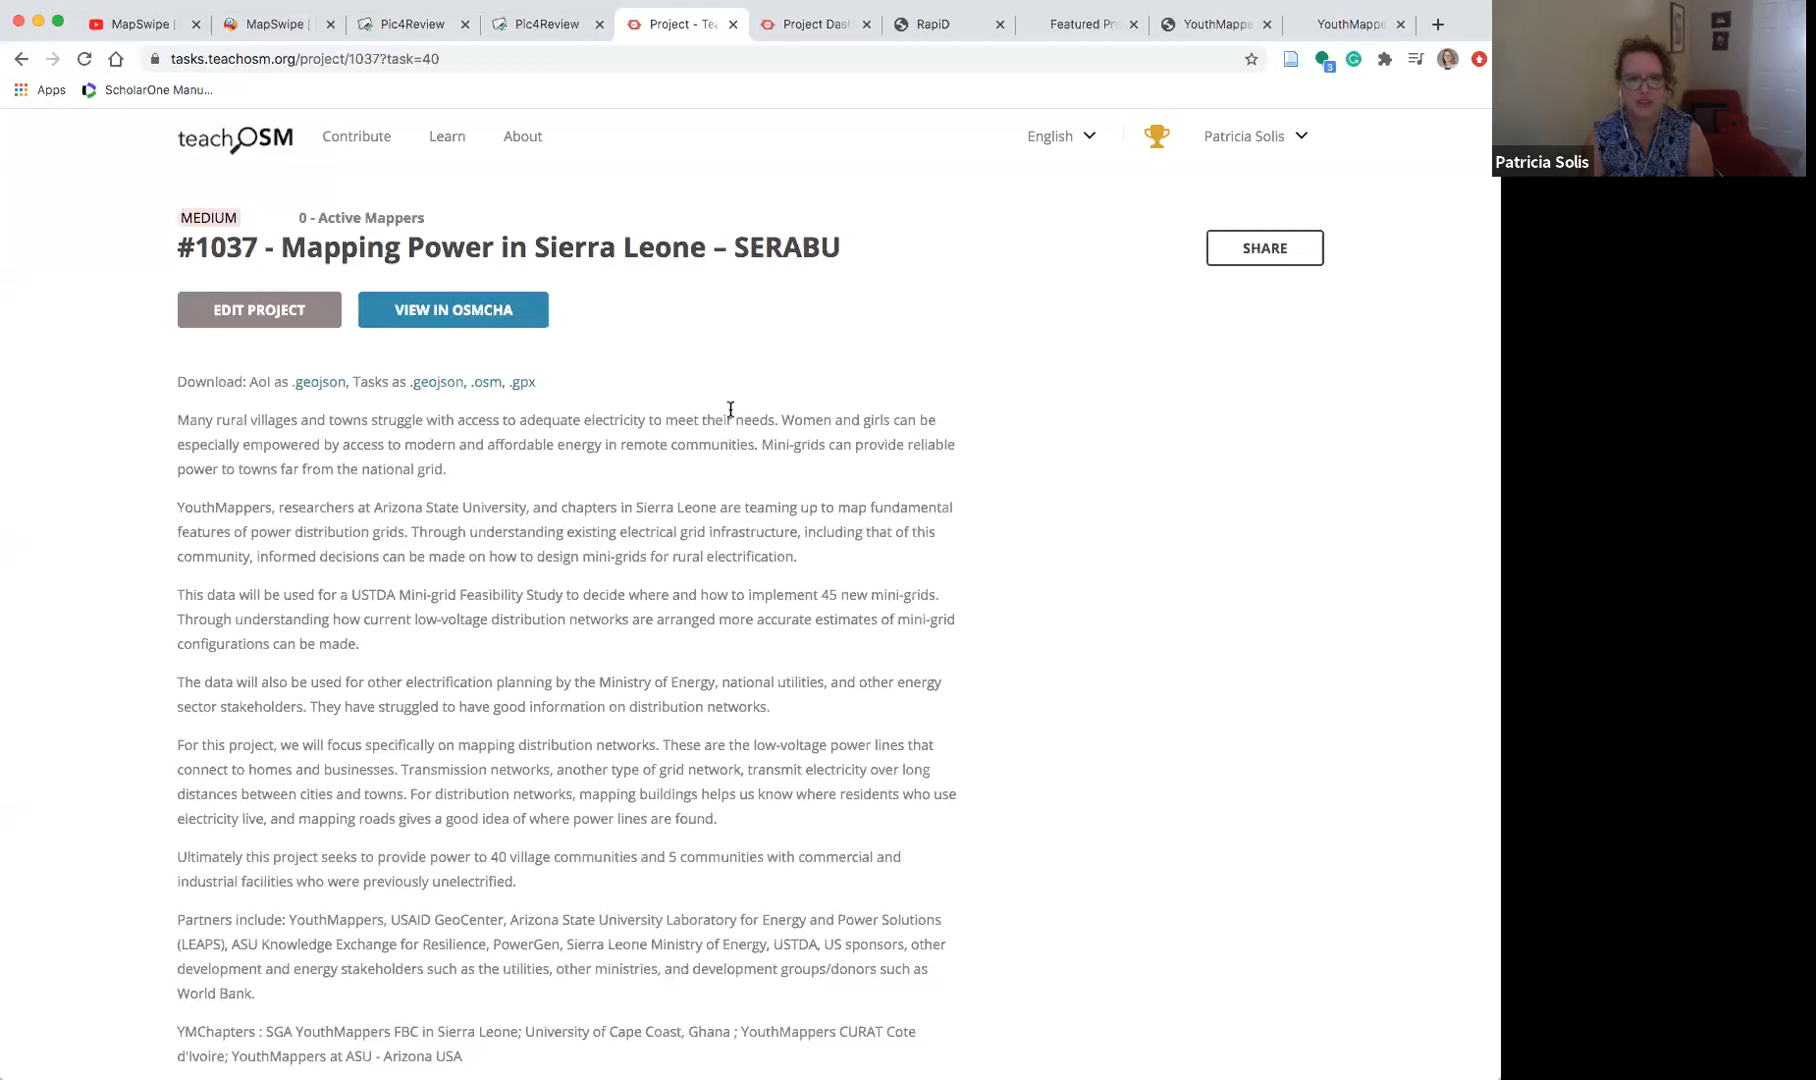 MapSwipe |
MapSwipe |
Pic4Review
Pic4Review
Project - Tea
Project Dash
RapiD
Featured Pr
YouthMappe
YouthMappe
tasks.teachosm.org/project/1037?task=40
3
Apps
ScholarOne Manu...
Patricia Solis
teachOSM
Contribute
Learn
About
English
Patricia Solis
MEDIUM
0 - Active Mappers
#1037 - Mapping Power in Sierra Leone – SERABU
SHARE
EDIT PROJECT
VIEW IN OSMCHA
Download: AoI as .geojson, Tasks as .geojson, .osm, .gpx
Many rural villages and towns struggle with access to adequate electricity to meet their needs. Women and girls can be
especially empowered by access to modern and affordable energy in remote communities. Mini-grids can provide reliable
power to towns far from the national grid.
YouthMappers, researchers at Arizona State University, and chapters in Sierra Leone are teaming up to map fundamental
features of power distribution grids. Through understanding existing electrical grid infrastructure, including that of this
community, informed decisions can be made on how to design mini-grids for rural electrification.
This data will be used for a USTDA Mini-grid Feasibility Study to decide where and how to implement 45 new mini-grids.
Through understanding how current low-voltage distribution networks are arranged more accurate estimates of mini-grid
configurations can be made.
The data will also be used for other electrification planning by the Ministry of Energy, national utilities, and other energy
sector stakeholders. They have struggled to have good information on distribution networks.
For this project, we will focus specifically on mapping distribution networks. These are the low-voltage power lines that
connect to homes and businesses. Transmission networks, another type of grid network, transmit electricity over long
distances between cities and towns. For distribution networks, mapping buildings helps us know where residents who use
electricity live, and mapping roads gives a good idea of where power lines are found.
Ultimately this project seeks to provide power to 40 village communities and 5 communities with commercial and
industrial facilities who were previously unelectrified.
Partners include: YouthMappers, USAID GeoCenter, Arizona State University Laboratory for Energy and Power Solutions
(LEAPS), ASU Knowledge Exchange for Resilience, PowerGen, Sierra Leone Ministry of Energy, USTDA, US sponsors, other
development and energy stakeholders such as the utilities, other ministries, and development groups/donors such as
World Bank.
YMChapters : SGA YouthMappers FBC in Sierra Leone; University of Cape Coast, Ghana ; YouthMappers CURAT Cote
d'Ivoire; YouthMappers at ASU - Arizona USA